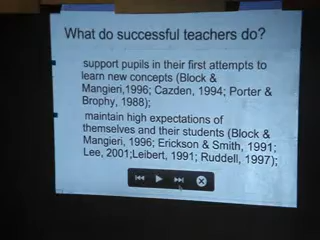 What do successful teachers do?
support pupils in their first attempts to
learn new concepts (Block &
Mangieri,1996; Cazden, 1994; Porter &
Brophy, 1988);
maintain high expectations of
themselves and their students (Block &
Mangieri, 1996; Erickson & Smith, 1991;
Lee, 2001;Leibert, 1991; Ruddell, 1997);